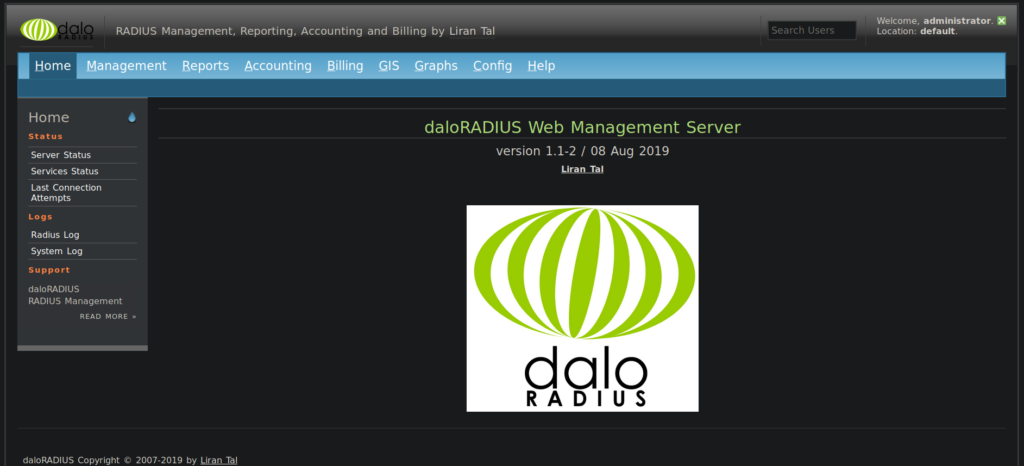 dalo
RADIUS
RADIUS Management, Reporting, Accounting and Billing by Liran Tal
Search Users
Welcome, administrator.
Location: default.
Home Management Reports Accounting Billing GIS Graphs Config Help
Home
Status
Server Status
Services Status
Last Connection
Attempts
Logs
Radius Log
System Log
Support
daloRADIUS
RADIUS Management
READ MORE »
daloRADIUS Web Management Server
version 1.1-2 / 08 Aug 2019
Liran Tal
dalo
RADIUS
daloRADIUS Copyright © 2007-2019 by Liran Tal